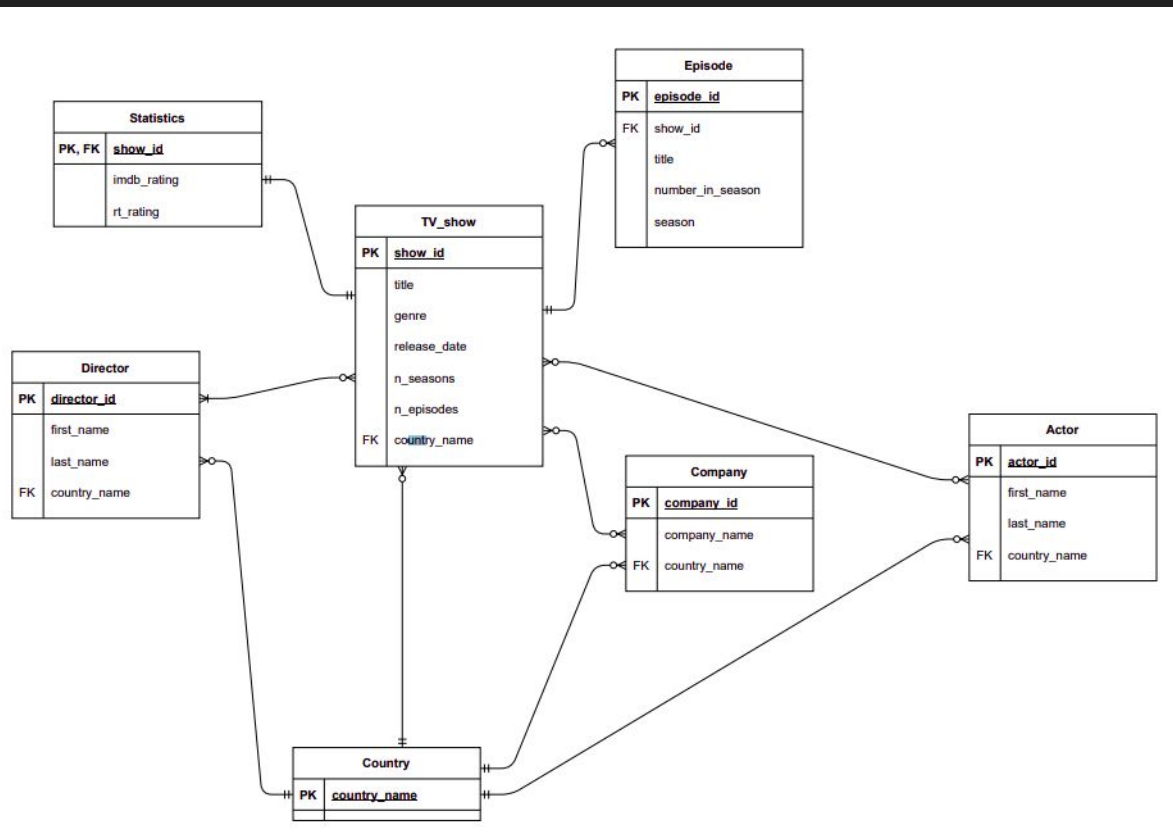 Episode
PK episode_id
FK show_id
title
number_in_season
season
Statistics
PK, FK show_id
imdb_rating
rt_rating
TV_show
PK show_id
title
genre
release_date
n_seasons
n_episodes
FK country_name
Director
PK director_id
first_name
last_name
FK country_name
Company
PK company_id
company_name
FK country_name
Actor
PK actor_id
first_name
last_name
FK country_name
Country
PK country_name